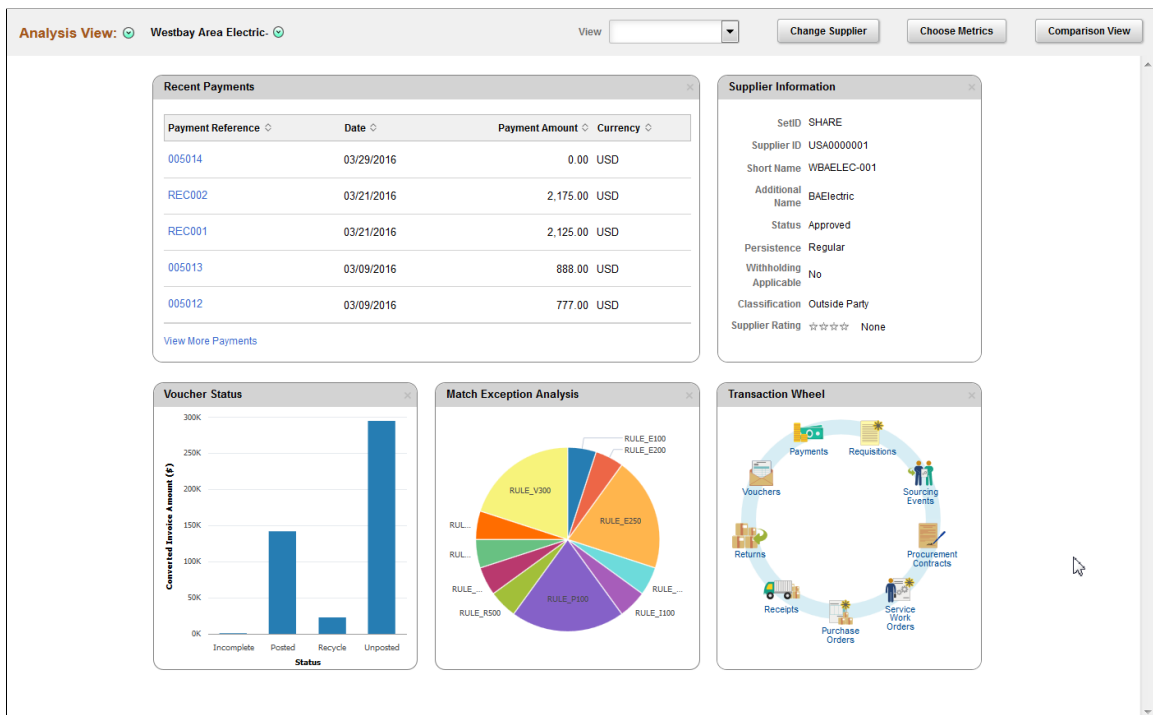 Analysis View:
Westbay Area Electric-
View
Change Supplier
Choose Metrics
Comparison View
Recent Payments
Payment Reference Date Payment Amount Currency
005014 03/29/2016 0.00 USD
REC002 03/21/2016 2,175.00 USD
REC001 03/21/2016 2,125.00 USD
005013 03/09/2016 888.00 USD
005012 03/09/2016 777.00 USD
View More Payments
Supplier Information
SetID SHARE
Supplier ID USA0000001
Short Name WBAELEC-001
Additional
Name BAElectric
Status Approved
Persistence Regular
Withholding
Applicable No
Classification Outside Party
Supplier Rating None
Voucher Status
300K
250K
200K
150K
100K
50K
0K
Converted Invoice Amount ($)
Incomplete Posted Recycle Unposted
Status
Match Exception Analysis
RULE_E100
RULE_E200
RULE_V300
RULE_E250
RUL...
RUL...
RULE_...
RULE_...
RULE_P100
RULE_R500
RULE_I100
Transaction Wheel
Payments
Requisitions
Vouchers
Sourcing
Events
Returns
Procurement
Contracts
Receipts
Service
Work
Orders
Purchase
Orders